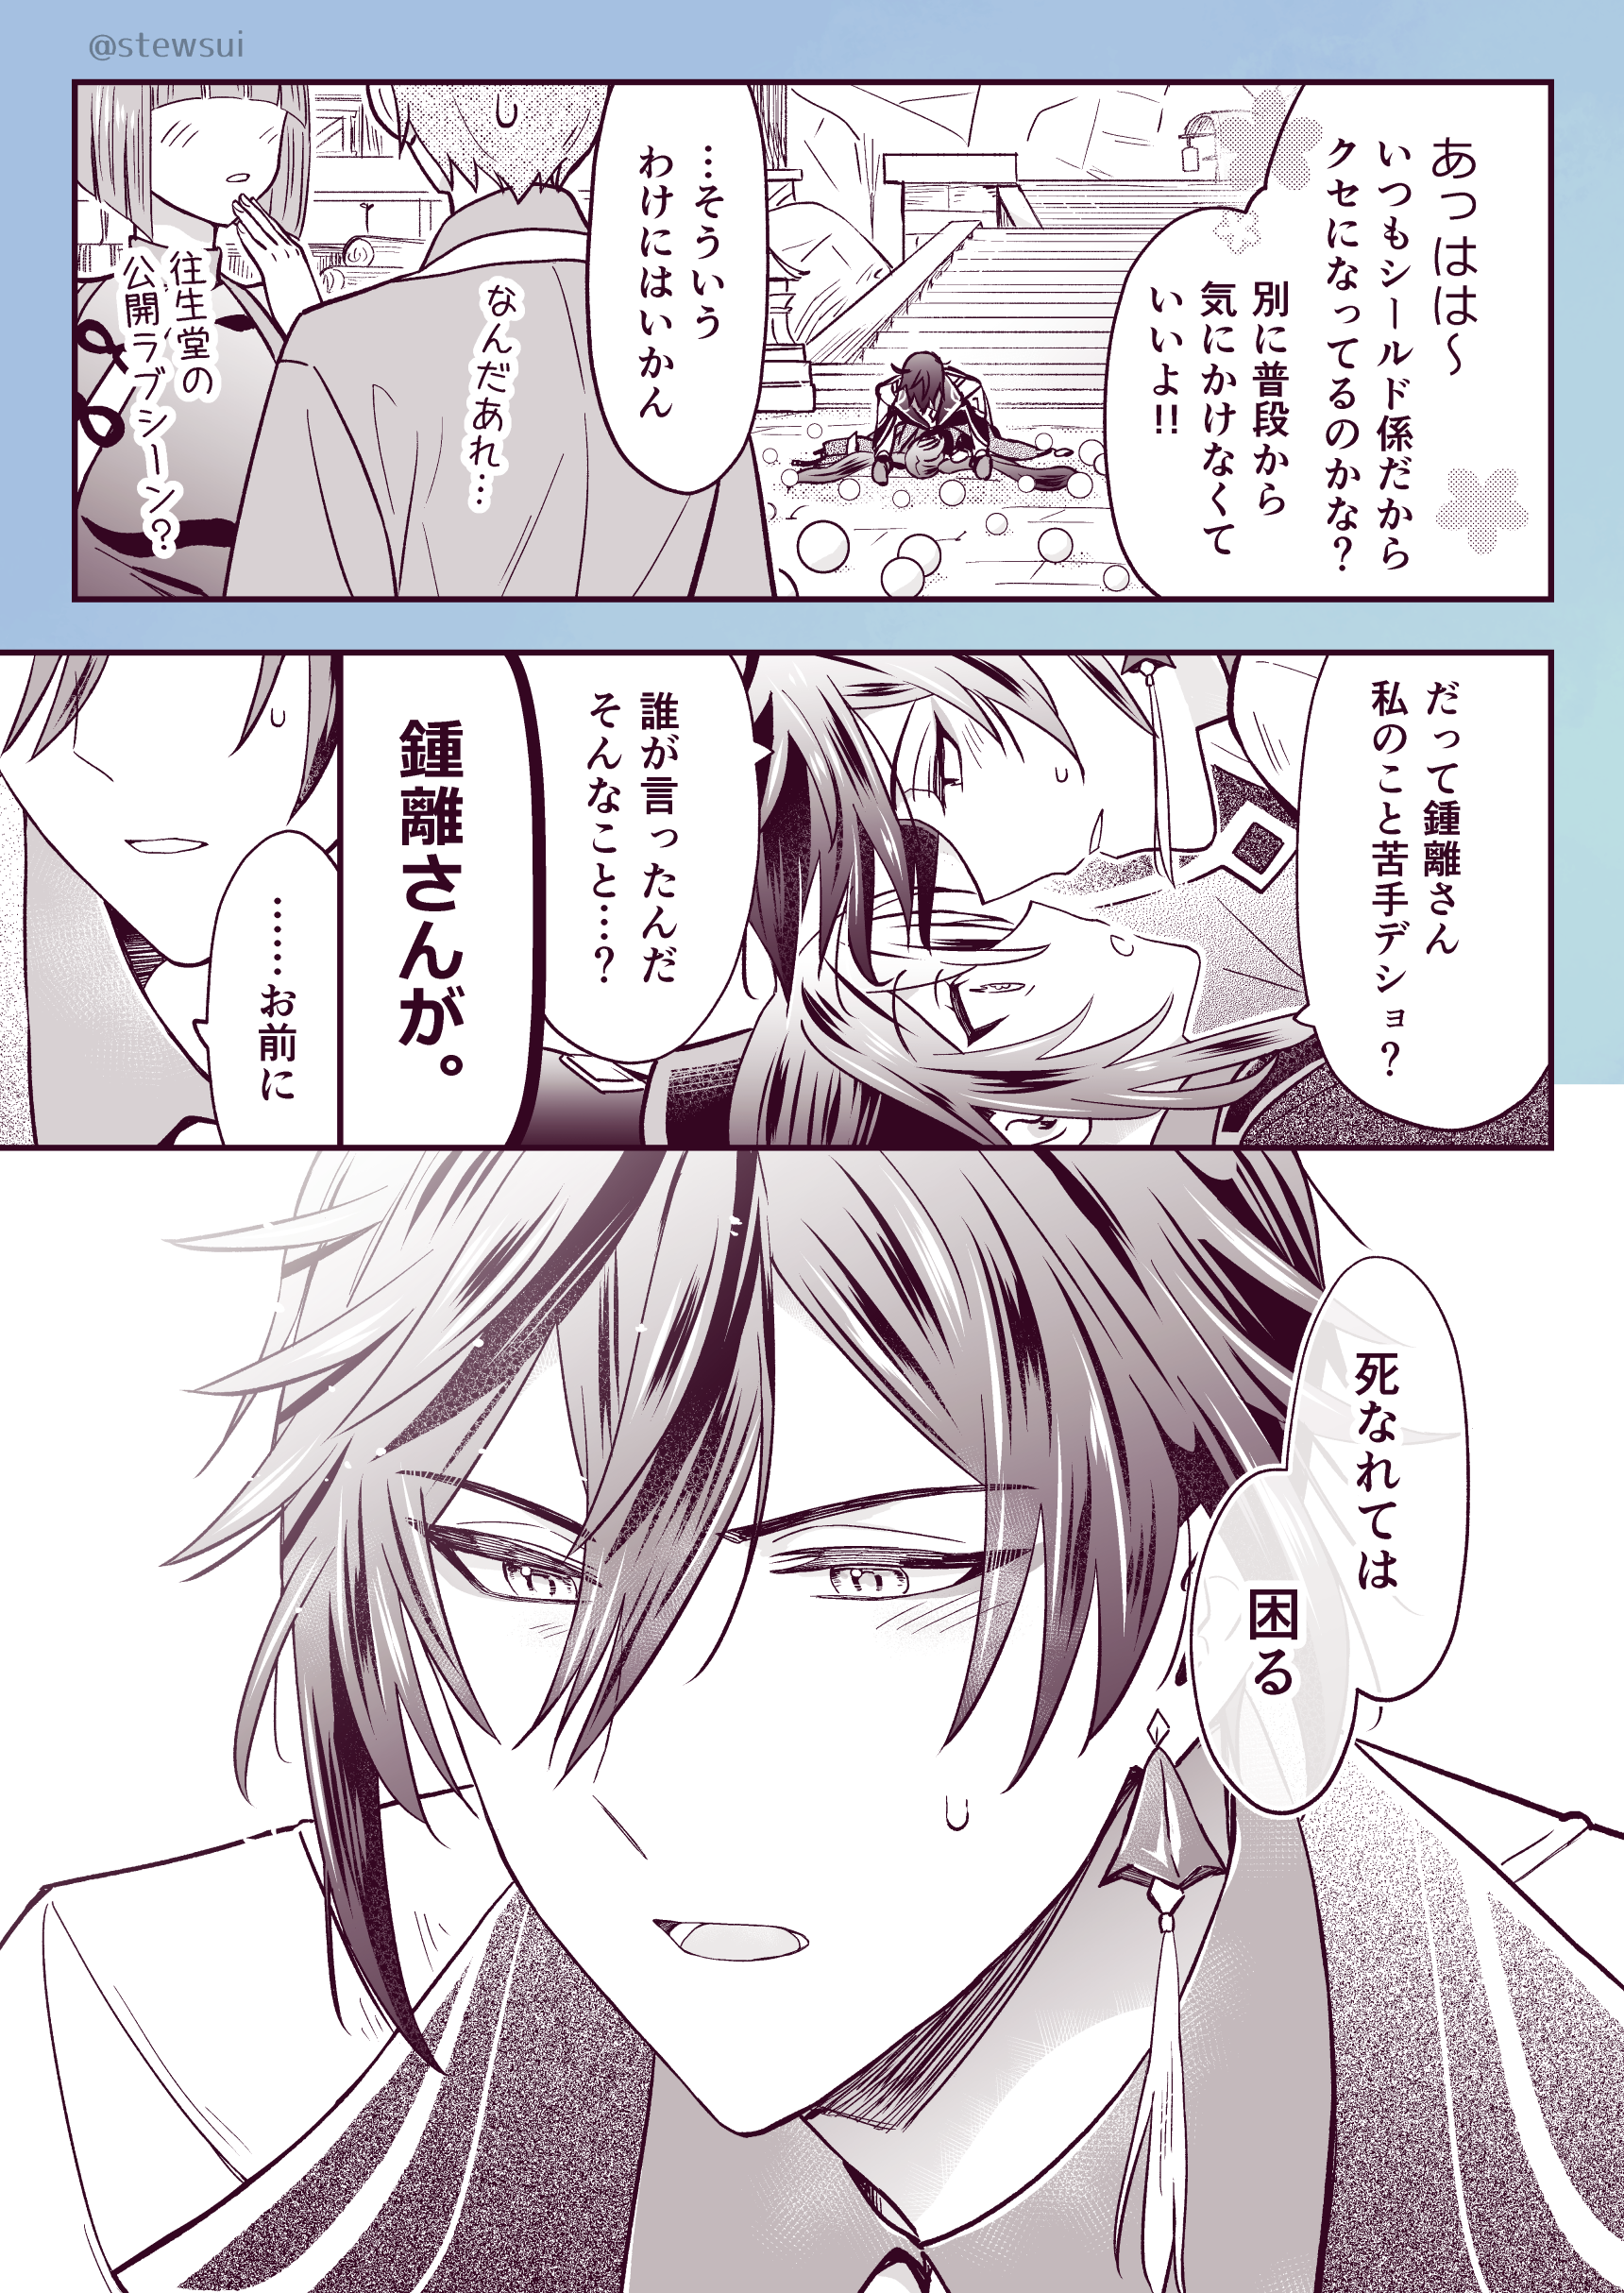 @stewsui
あっはは〜
いつもシールド係だから
クセになってるのかな?
別に普段から
気にかけなくて
いいよ!!
…そういう
わけにはいかん
なんだあれ…
往生堂の
公開ラブシーン?
だって鍾離さん
私のこと苦手デショ?
誰が言ったんだ
そんなこと…?
鍾離さんが。
……お前に
死なれては
困る